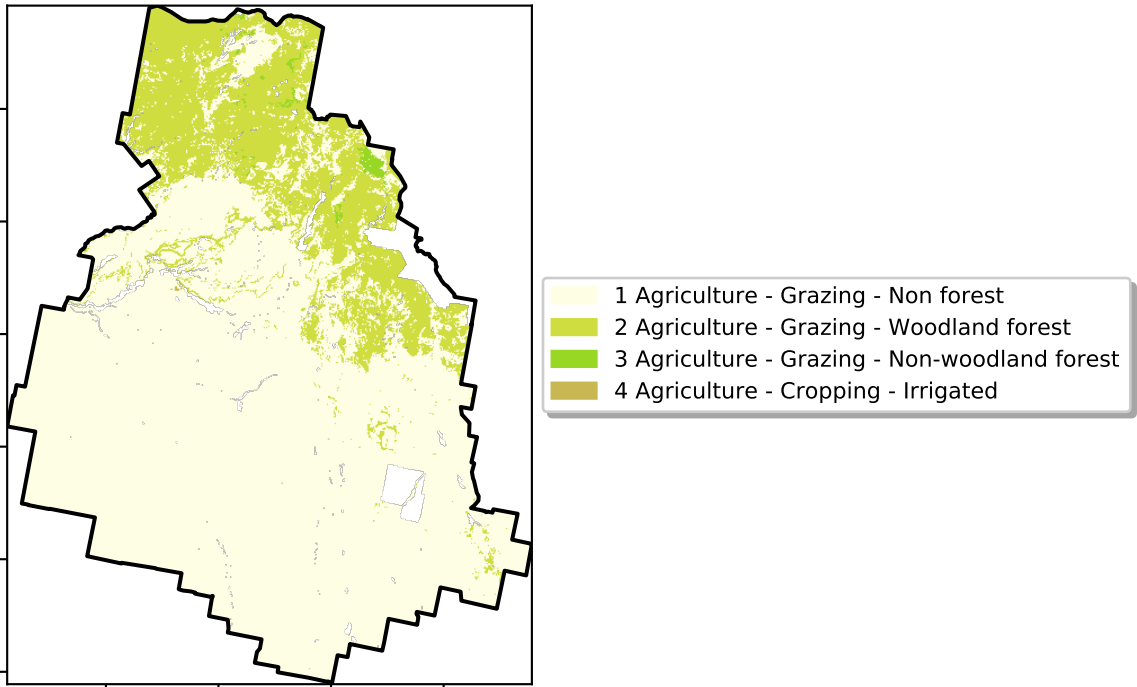 1 Agriculture - Grazing - Non forest
2 Agriculture - Grazing - Woodland forest
3 Agriculture - Grazing - Non-woodland forest
4 Agriculture - Cropping - Irrigated